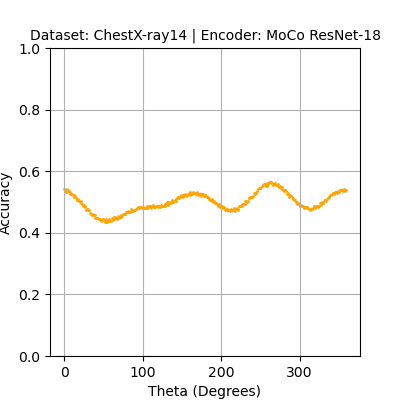 Dataset: ChestX-ray14 | Encoder: MoCo ResNet-18
1.0
0.8
0.6
0.4
0.2
0.0
Accuracy
0 100 200 300
Theta (Degrees)